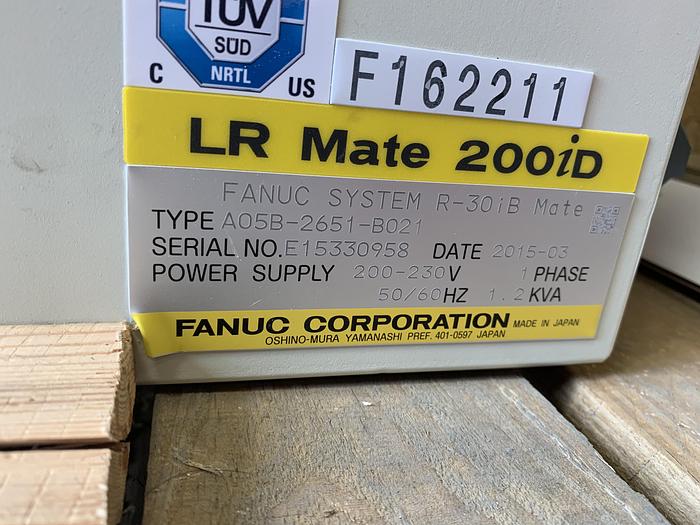 TÜV
SÜD
C NRTL US
F162211
LR Mate 200iD
FANUC SYSTEM R-30iB Mate
TYPE A05B-2651-B021
SERIAL NO. E15330958 DATE 2015-03
POWER SUPPLY 200-230V 1 PHASE
50/60HZ 1.2KVA
FANUC CORPORATION MADE IN JAPAN
OSHINO-MURA YAMANASHI PREF. 401-0597 JAPAN